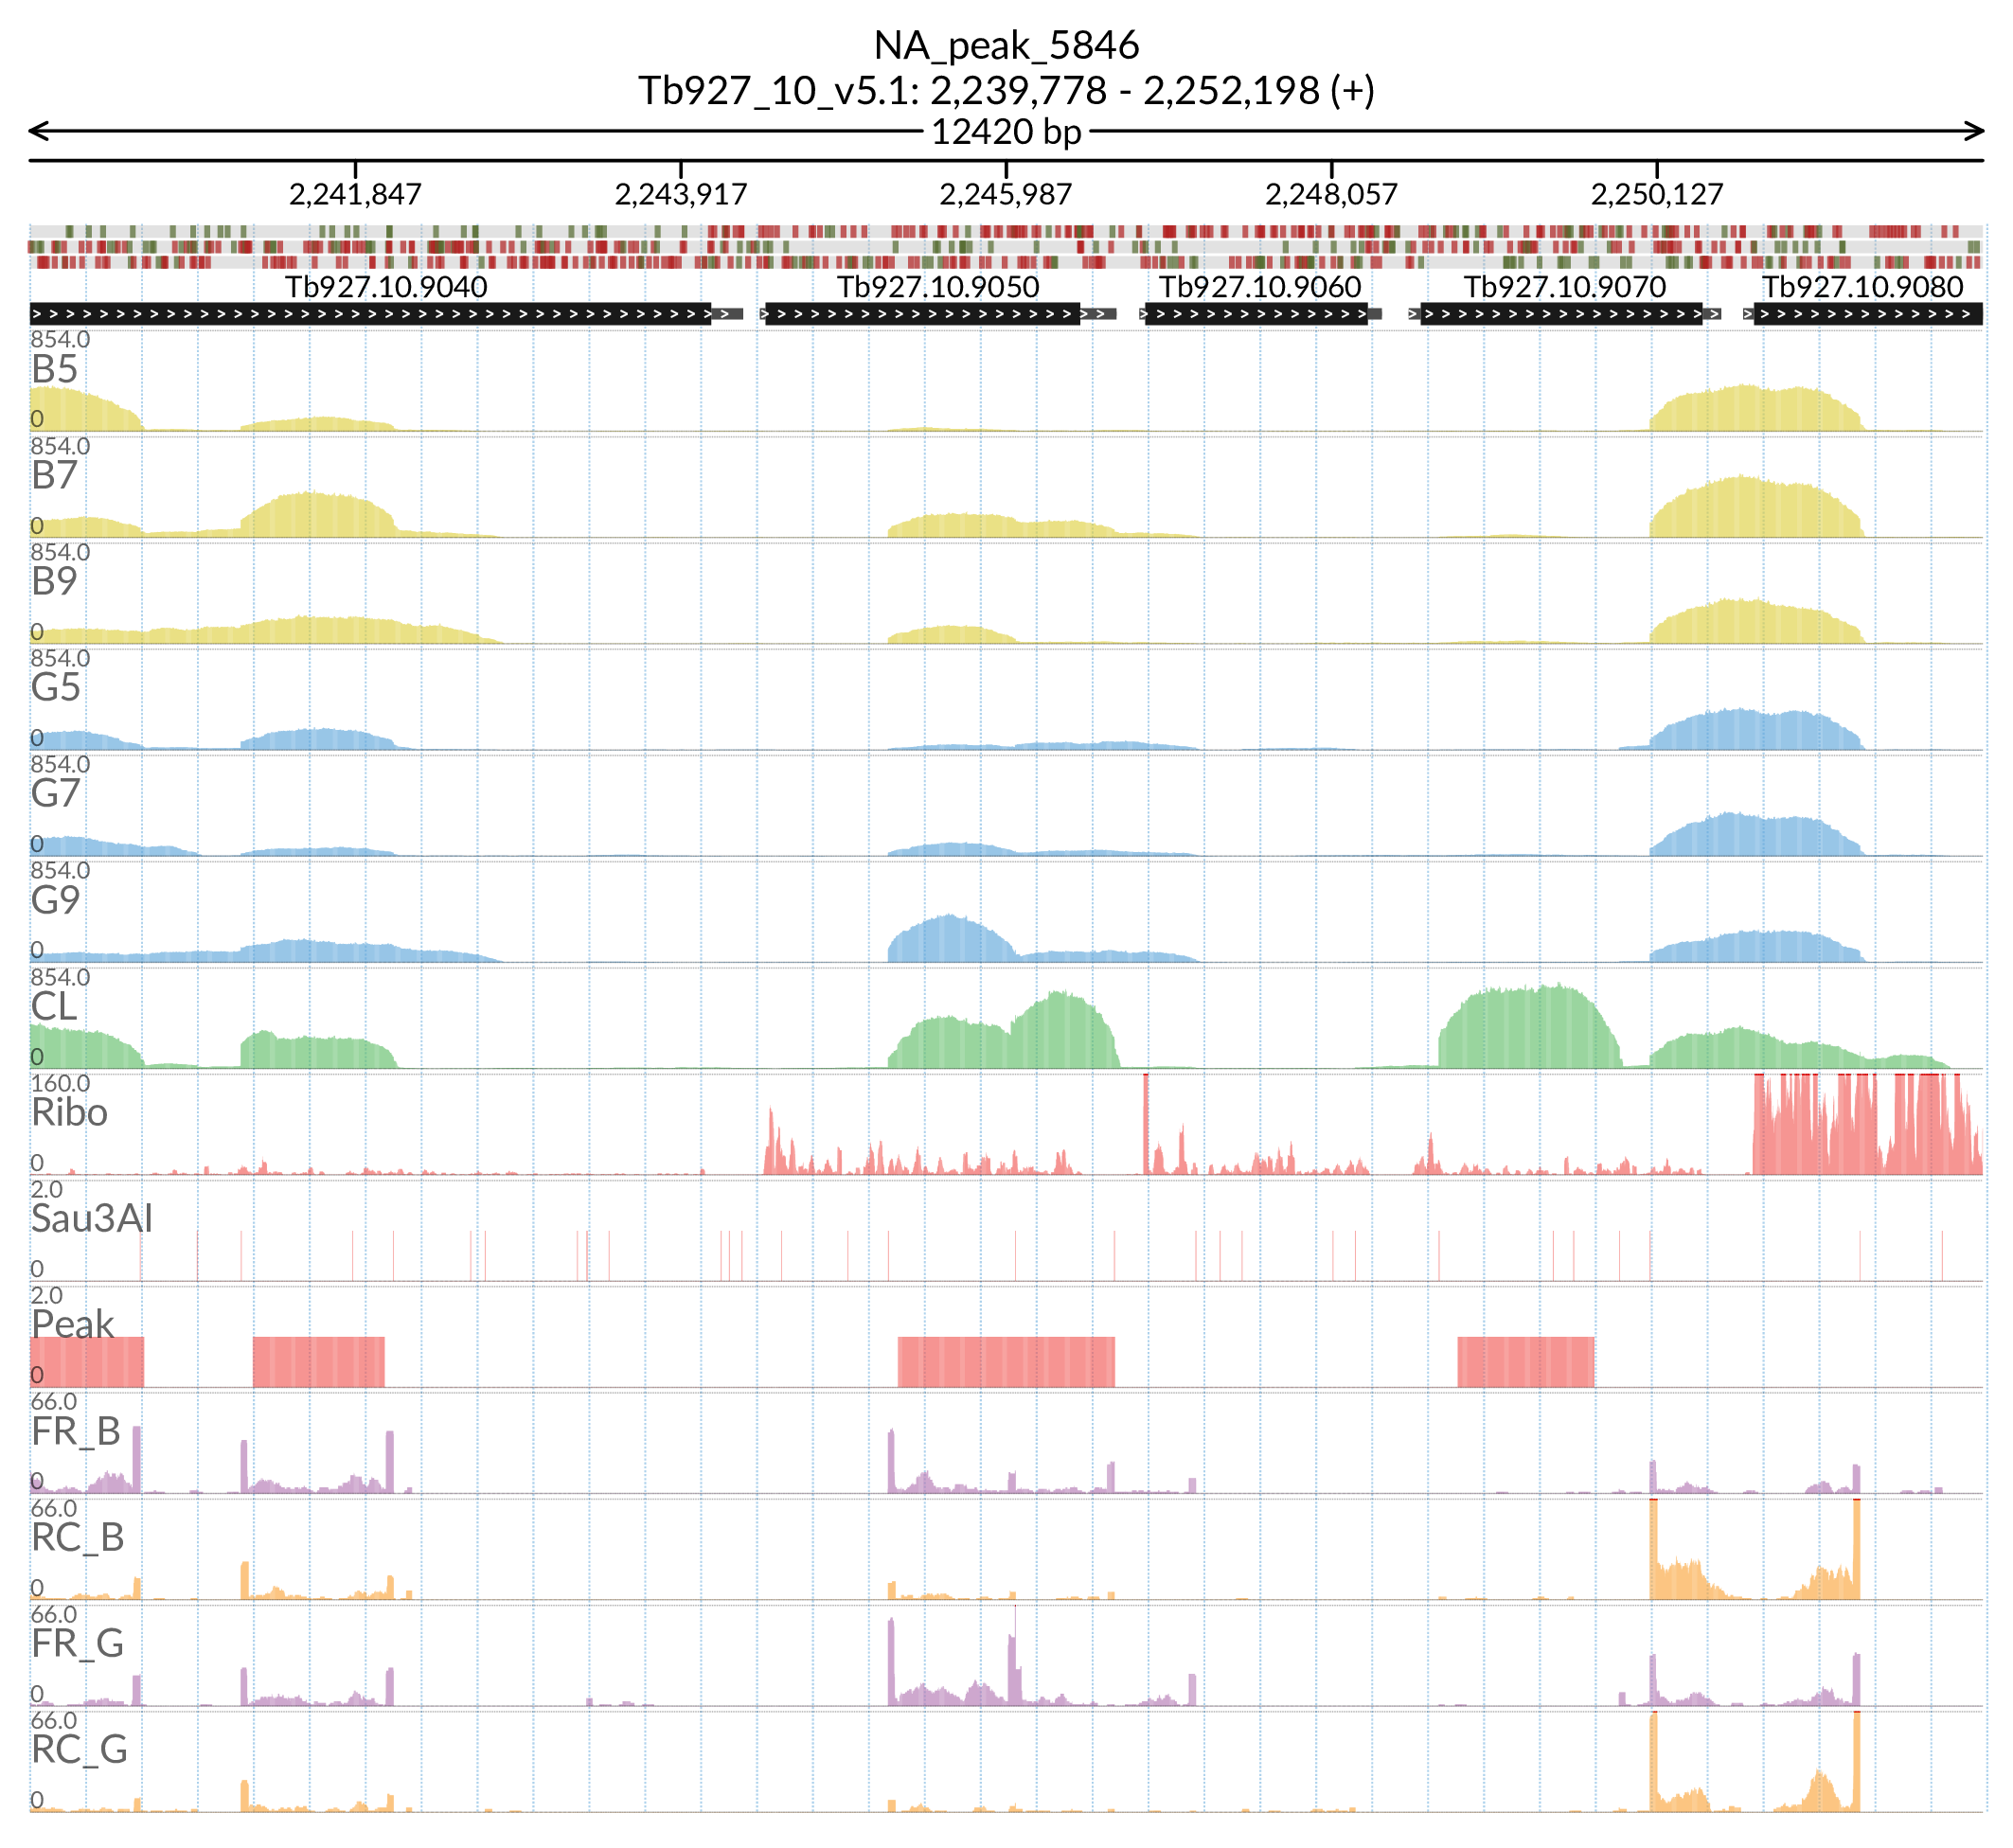 NA_peak_5846
Tb927_10_v5.1: 2,239,778 - 2,252,198 (+)
12420 bp
2,241,847 2,243,917 2,245,987 2,248,057 2,250,127
Tb927.10.9040 Tb927.10.9050 Tb927.10.9060 Tb927.10.9070 Tb927.10.9080
854.0
B5
0
854.0
B7
0
854.0
B9
0
854.0
G5
0
854.0
G7
0
854.0
G9
0
854.0
CL
0
160.0
Ribo
0
2.0
Sau3AI
0
2.0
Peak
0
66.0
FR_B
0
66.0
RC_B
0
66.0
FR_G
0
66.0
RC_G
0